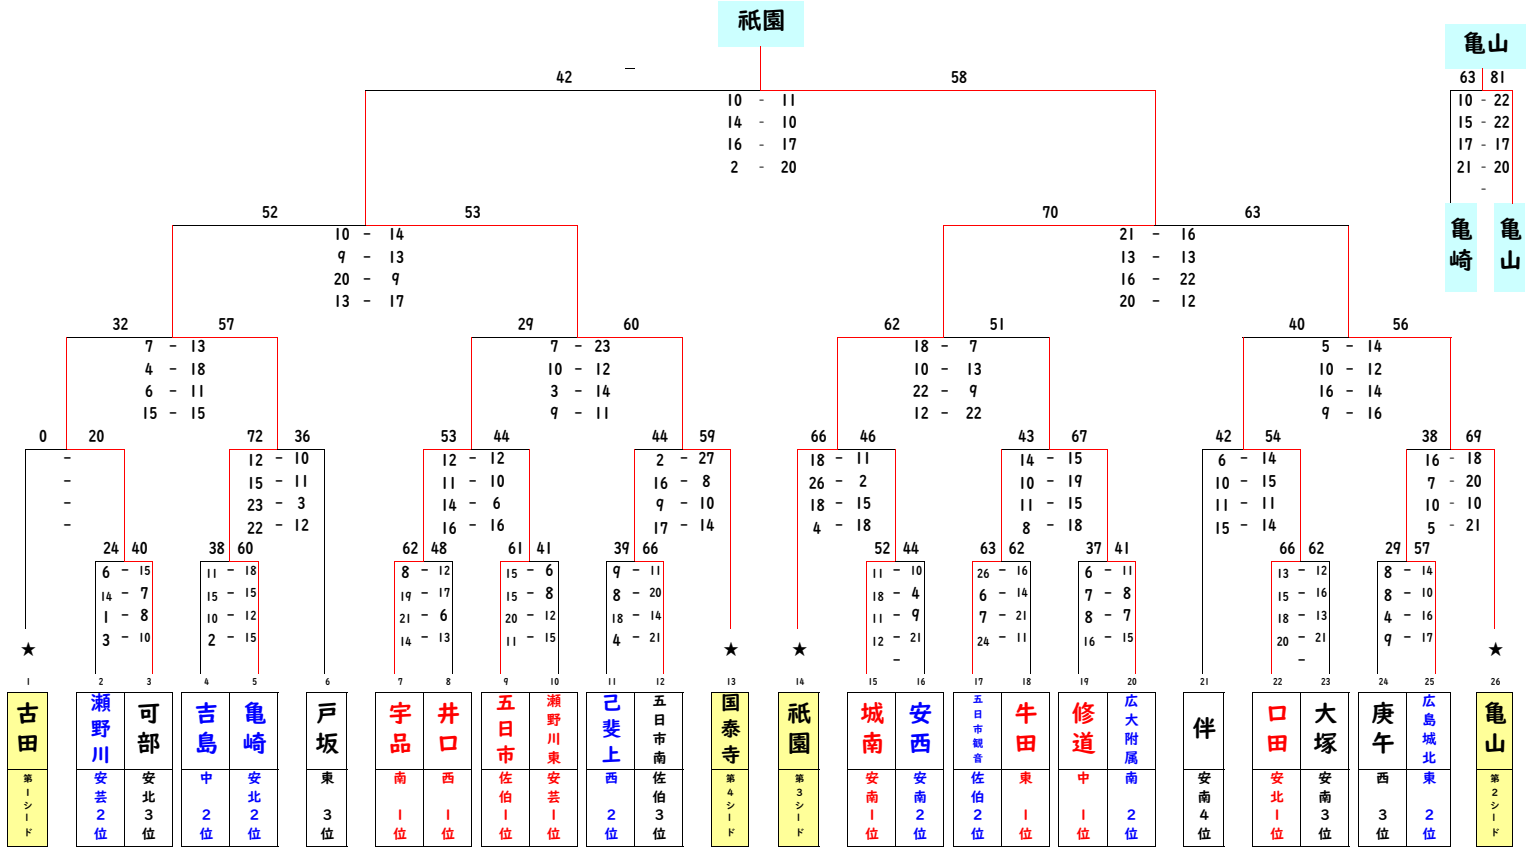 祇園
亀山
42 － 58
63 81
10 - 11
14 - 10
16 - 17
2 - 20
10 - 22
15 - 22
17 - 17
21 - 20
-
亀崎
亀山
52 53
10 - 14
9 - 13
20 - 9
13 - 17
70 63
21 - 16
13 - 13
16 - 22
20 - 12
32 57
7 - 13
4 - 18
6 - 11
15 - 15
29 60
7 - 23
10 - 12
3 - 14
9 - 11
62 51
18 - 7
10 - 13
22 - 9
12 - 22
40 56
5 - 14
10 - 12
16 - 14
9 - 16
0 20
-
-
-
-
72 36
12 - 10
15 - 11
23 - 3
22 - 12
53 44
12 - 12
11 - 10
14 - 6
16 - 16
44 59
2 - 27
16 - 8
9 - 10
17 - 14
66 46
18 - 11
26 - 2
18 - 15
4 - 18
43 67
14 - 15
10 - 19
11 - 15
8 - 18
42 54
6 - 14
10 - 15
11 - 11
15 - 14
38 69
16 - 18
7 - 20
10 - 10
5 - 21
24 40
6 - 15
14 - 7
1 - 8
3 - 10
38 60
11 - 18
15 - 15
10 - 12
2 - 15
62 48
8 - 12
19 - 17
21 - 6
14 - 13
61 41
15 - 6
15 - 8
20 - 12
11 - 15
39 66
9 - 11
8 - 20
18 - 14
4 - 21
52 44
11 - 10
18 - 4
11 - 9
12 - 21
-
63 62
26 - 16
6 - 14
7 - 21
24 - 11
37 41
6 - 11
7 - 8
8 - 7
16 - 15
66 62
13 - 12
15 - 16
18 - 13
20 - 21
-
29 57
8 - 14
8 - 10
4 - 16
9 - 17
★ ★ ★ ★
1 2 3 4 5 6 7 8 9 10 11 12 13 14 15 16 17 18 19 20 21 22 23 24 25 26
古田
第1シード
瀬野川
安芸2位
可部
安北3位
吉島
中 2位
亀崎
安北2位
戸坂
東 3位
宇品
南 1位
井口
西 1位
五日市
佐伯1位
瀬野川東
安芸1位
己斐上
西 2位
五日市南
佐伯3位
国泰寺
第4シード
祇園
第3シード
城南
安南1位
安西
安南2位
五日市観音
佐伯2位
牛田
東 1位
修道
中 1位
広大附属
南 2位
伴
安南4位
口田
安北1位
大塚
安南3位
庚午
西 3位
広島城北
東 2位
亀山
第2シード